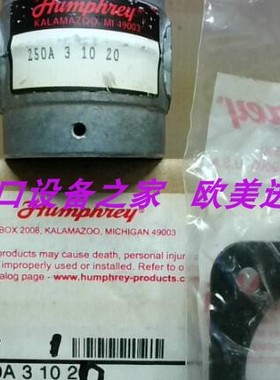 Humphrey
KALAMAZOO, MI 49003
250A 3 10 20
口设备之家 欧美进
Humphrey
BOX 2008, KALAMAZOO, MICHIGAN 49003
products may cause death, personal injur
improperly used or installed. Refer to o
alog page - www.humphrey-products.c
0A 3 10 2